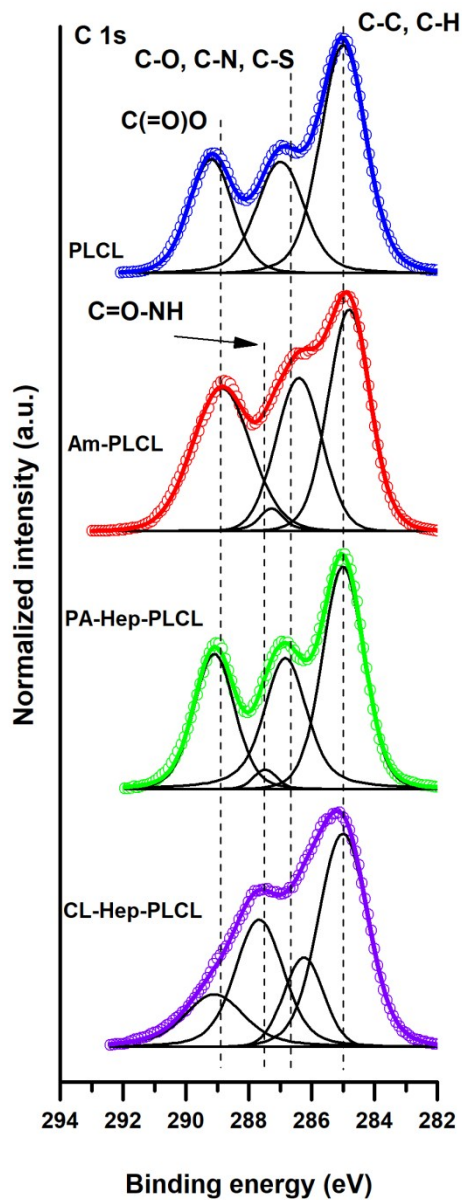 C 1s
C-C, C-H
C-O, C-N, C-S
C(=O)O
PLCL
C=O-NH
Am-PLCL
PA-Hep-PLCL
CL-Hep-PLCL
Normalized intensity (a.u.)
294 292 290 288 286 284 282
Binding energy (eV)